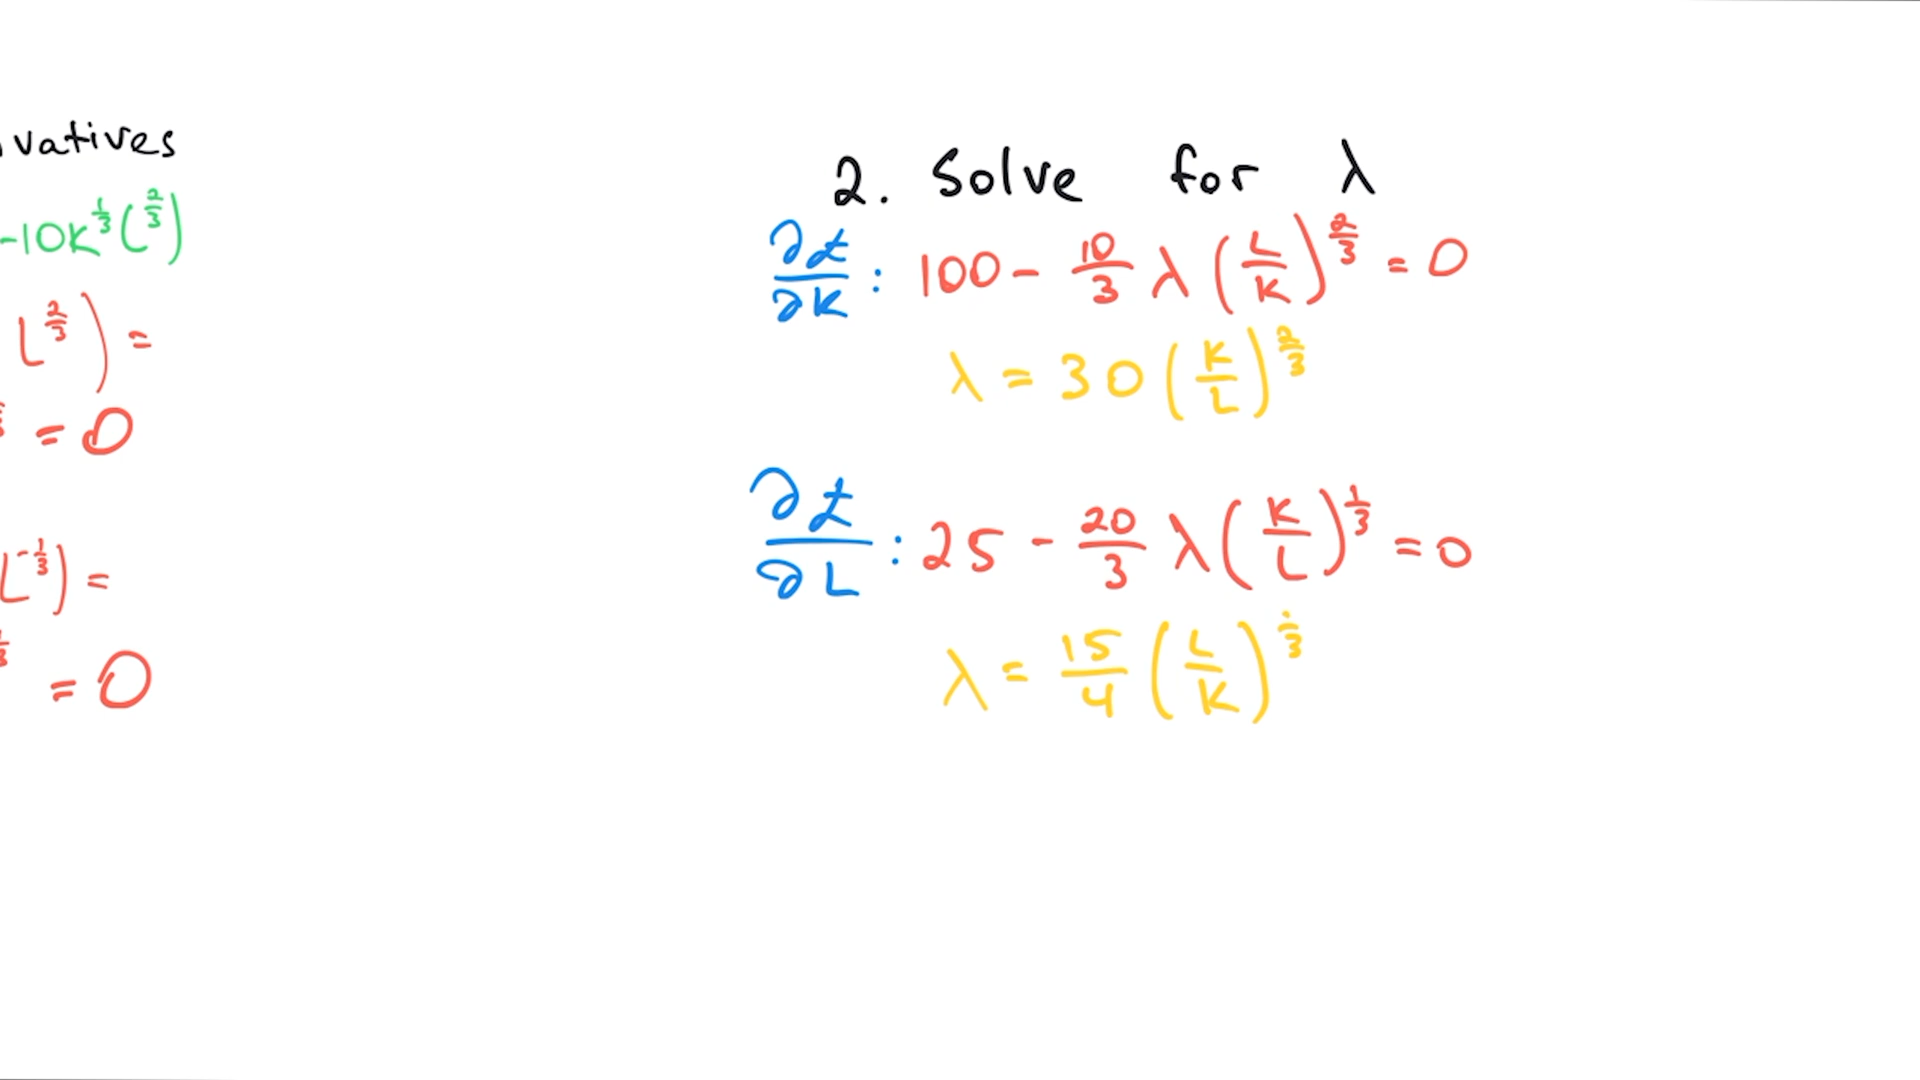 vatives
-10K^{1/3}L^{2/3})
L^{2/3}) =
= 0
L^{-1/3}) =
= 0
2. Solve for λ
∂ℒ/∂K : 100 - 10/3 λ (L/K)^{2/3} = 0
λ = 30 (K/L)^{2/3}
∂ℒ/∂L : 25 - 20/3 λ (K/L)^{1/3} = 0
λ = 15/4 (L/K)^{1/3}